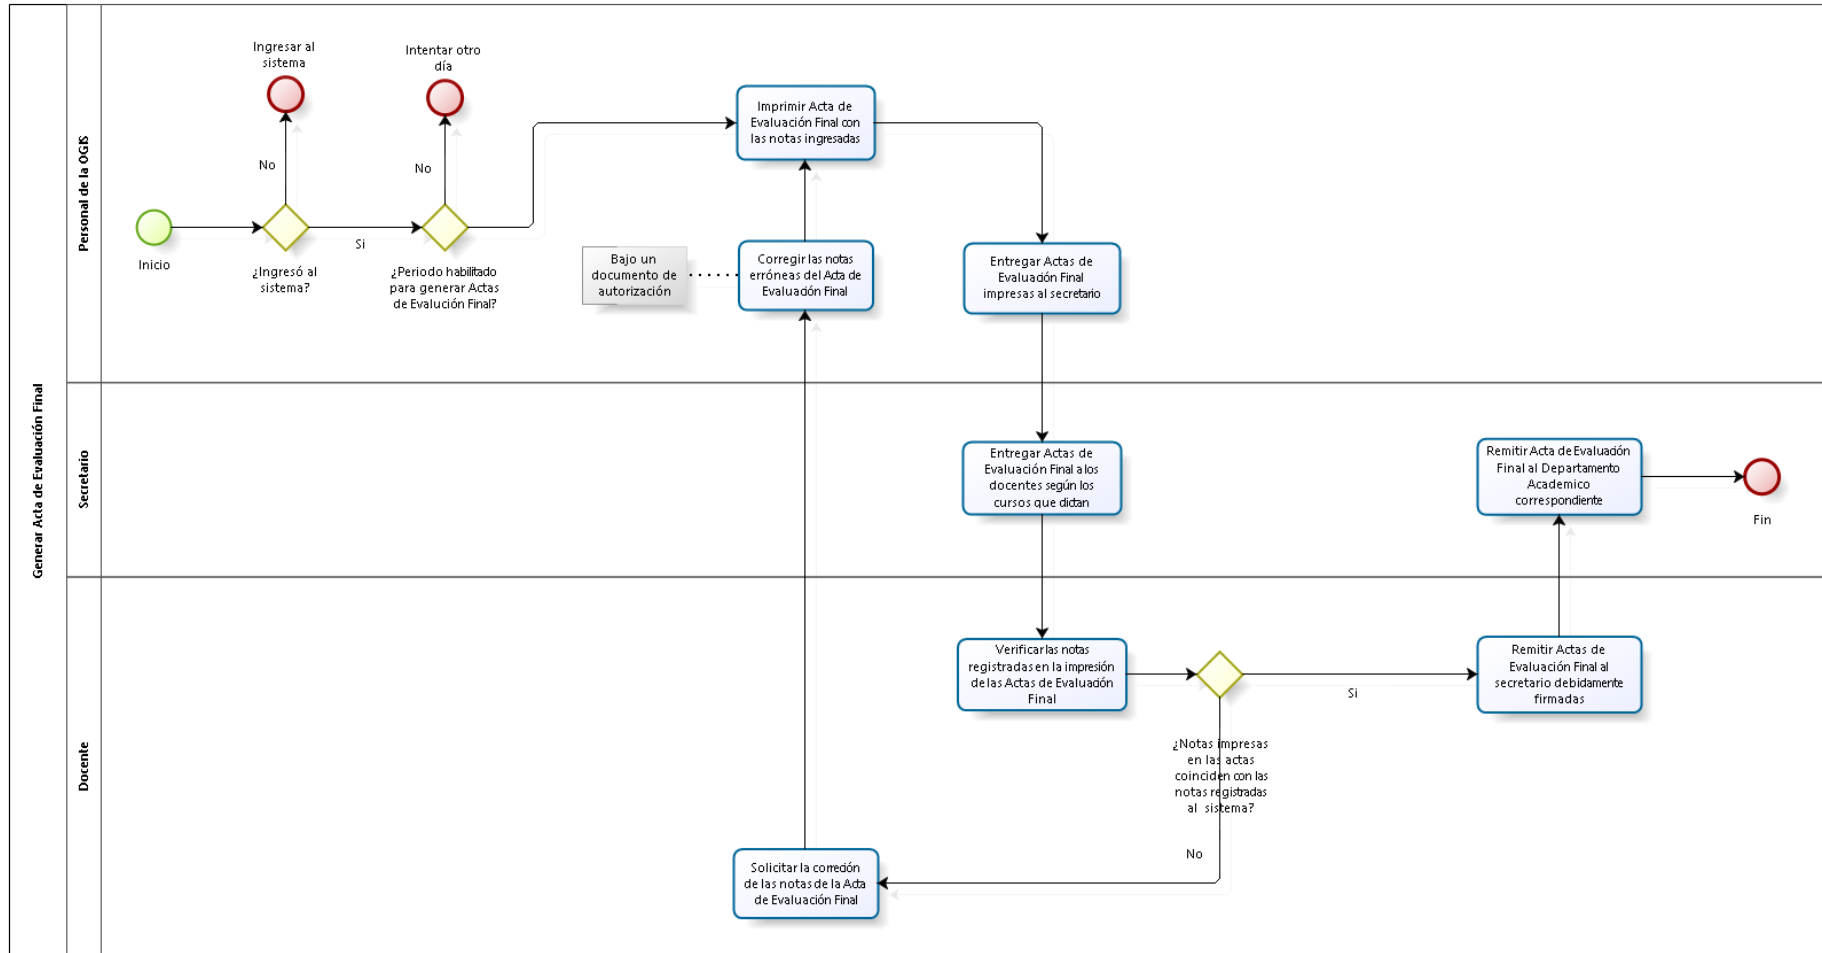 Generar Acta de Evaluación Final
Personal de la OGIS
Ingresar al
sistema
No
Inicio
¿Ingresó al
sistema?
Si
Intentar otro
día
No
¿Periodo habilitado
para generar Actas
de Evalución Final?
Imprimir Acta de
Evaluación Final con
las notas ingresadas
Bajo un
documento de
autorización
Corregir las notas
erróneas del Acta de
Evaluación Final
Entregar Actas de
Evaluación Final
impresas al secretario
Secretario
Entregar Actas de
Evaluación Final a los
docentes según los
cursos que dictan
Remitir Acta de Evaluación
Final al Departamento
Academico
correspondiente
Fin
Docente
Verificar las notas
registradas en la impresión
de las Actas de Evaluación
Final
¿Notas impresas
en las actas
coinciden con las
notas registradas
al sistema?
Si
No
Remitir Actas de
Evaluación Final al
secretario debidamente
firmadas
Solicitar la correción
de las notas de la Acta
de Evaluación Final